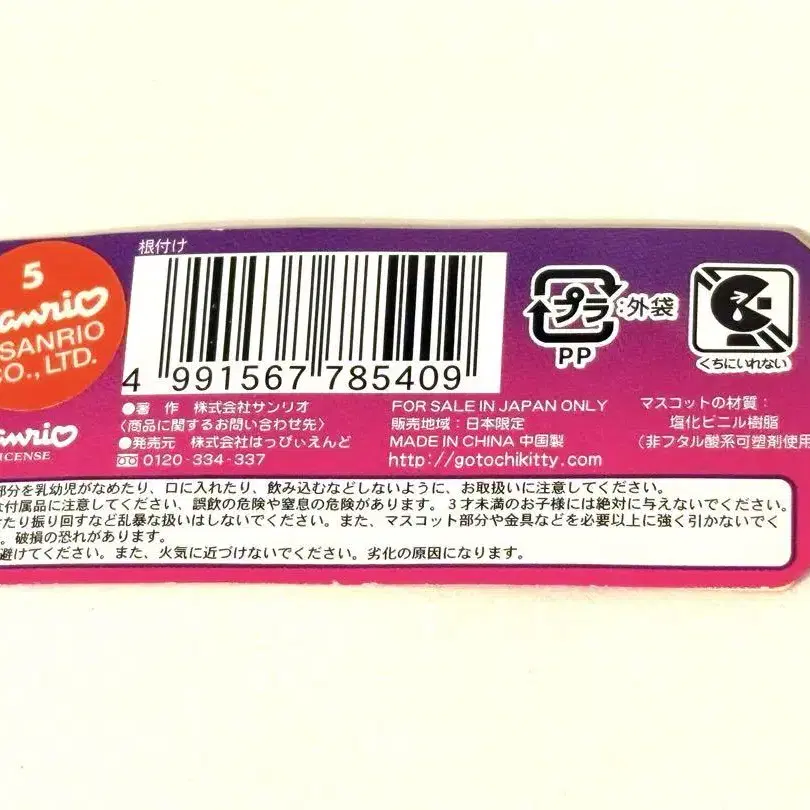 根付け
5
Sanrio
SANRIO
CO., LTD.
4 991567 785409
プラ
PP
:外袋
くちにいれない
●著 作 株式会社サンリオ
〈商品に関するお問い合わせ先〉
●発売元 株式会社はっぴぃえんど
0120-334-337
FOR SALE IN JAPAN ONLY
販売地域:日本限定
MADE IN CHINA 中国製
http://gotochikitty.com
マスコットの材質:
塩化ビニル樹脂
(非フタル酸系可塑剤使用
Sanrio
LICENSE
部分を乳幼児がなめたり、口に入れたり、飲み込むなどしないように、お取扱いに注意してください。
な付属品に注意してください、誤飲の危険や窒息の危険があります。3才未満のお子様には絶対に与えないでください。
たり振り回すなど乱暴な扱いはしないでください。また、マスコット部分や金具などを必要以上に強く引かないでく
。破損の恐れがあります。
避けてください。また、火気に近づけないでください。劣化の原因になります。